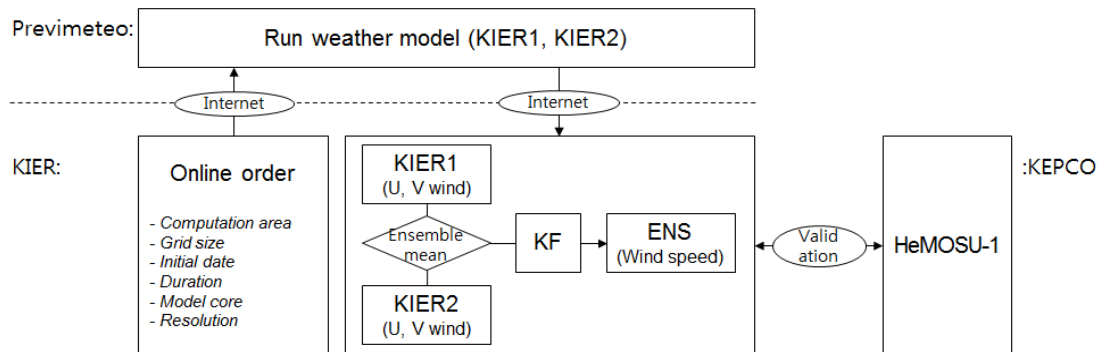 Previmeteo:
Run weather model (KIER1, KIER2)
Internet
Internet
KIER:
Online order
- Computation area
- Grid size
- Initial date
- Duration
- Model core
- Resolution
KIER1
(U, V wind)
Ensemble
mean
KIER2
(U, V wind)
KF
ENS
(Wind speed)
Valid
ation
HeMOSU-1
:KEPCO